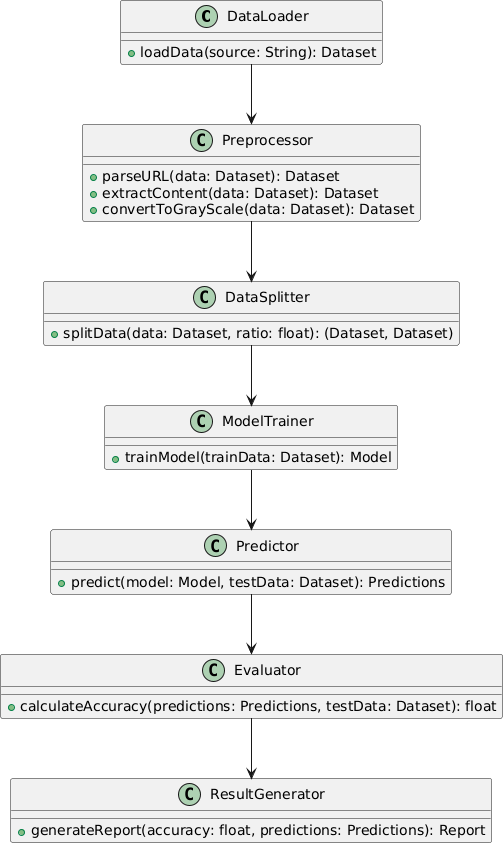 C DataLoader
loadData(source: String): Dataset
C Preprocessor
parseURL(data: Dataset): Dataset
extractContent(data: Dataset): Dataset
convertToGrayScale(data: Dataset): Dataset
C DataSplitter
splitData(data: Dataset, ratio: float): (Dataset, Dataset)
C ModelTrainer
trainModel(trainData: Dataset): Model
C Predictor
predict(model: Model, testData: Dataset): Predictions
C Evaluator
calculateAccuracy(predictions: Predictions, testData: Dataset): float
C ResultGenerator
generateReport(accuracy: float, predictions: Predictions): Report